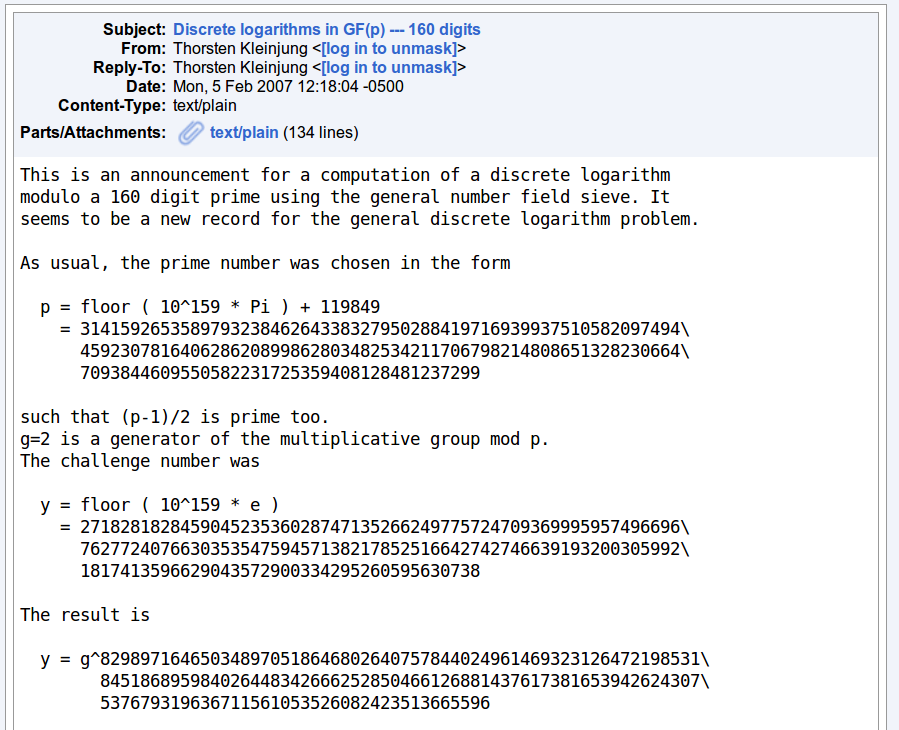 Subject: Discrete logarithms in GF(p) --- 160 digits
From: Thorsten Kleinjung <[log in to unmask]>
Reply-To: Thorsten Kleinjung <[log in to unmask]>
Date: Mon, 5 Feb 2007 12:18:04 -0500
Content-Type: text/plain
Parts/Attachments: text/plain (134 lines)
This is an announcement for a computation of a discrete logarithm
modulo a 160 digit prime using the general number field sieve. It
seems to be a new record for the general discrete logarithm problem.
As usual, the prime number was chosen in the form
p = floor ( 10^159 * Pi ) + 119849
= 314159265358979323846264338327950288419716939937510582097494\
4592307816406286208998628034825342117067982148086513282306647\
093844609550582231725359408128481237299
such that (p-1)/2 is prime too.
g=2 is a generator of the multiplicative group mod p.
The challenge number was
y = floor ( 10^159 * e )
= 2718281828459045235360287471352662497757247093699959574966967\
6277240766303535475945713821785251664274274663919320030599218\
1741359662904357290033429526059563 0738
The result is
y = g^829897164650348970518646802640757844024961469323126472198531\
845186895984026448342666252850466126881437617381653942624307\
537679319636711561053526082423513665596